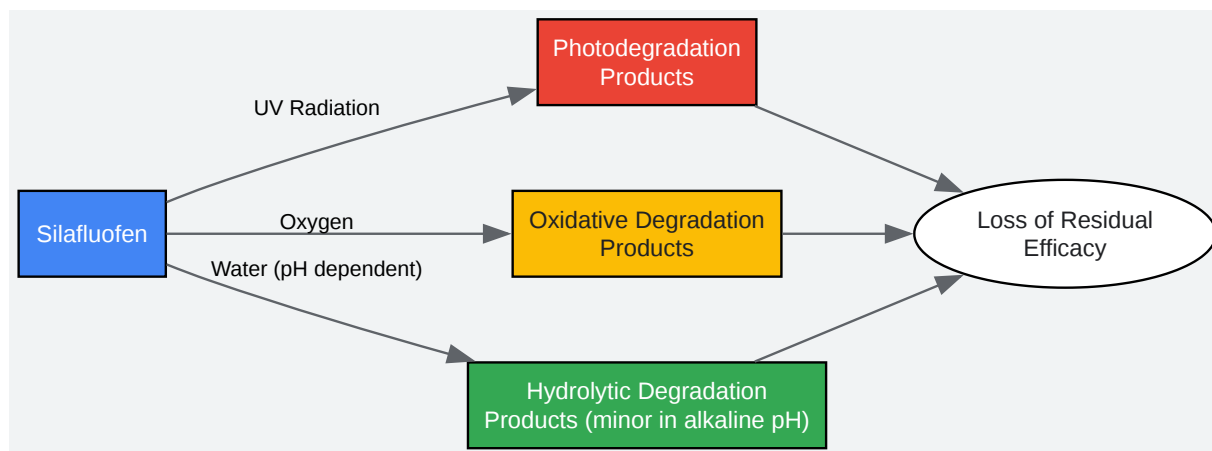 Photodegradation
Products
UV Radiation
Silafluofen
Oxygen
Oxidative Degradation
Products
Loss of Residual
Efficacy
Water (pH dependent)
Hydrolytic Degradation
Products (minor in alkaline pH)